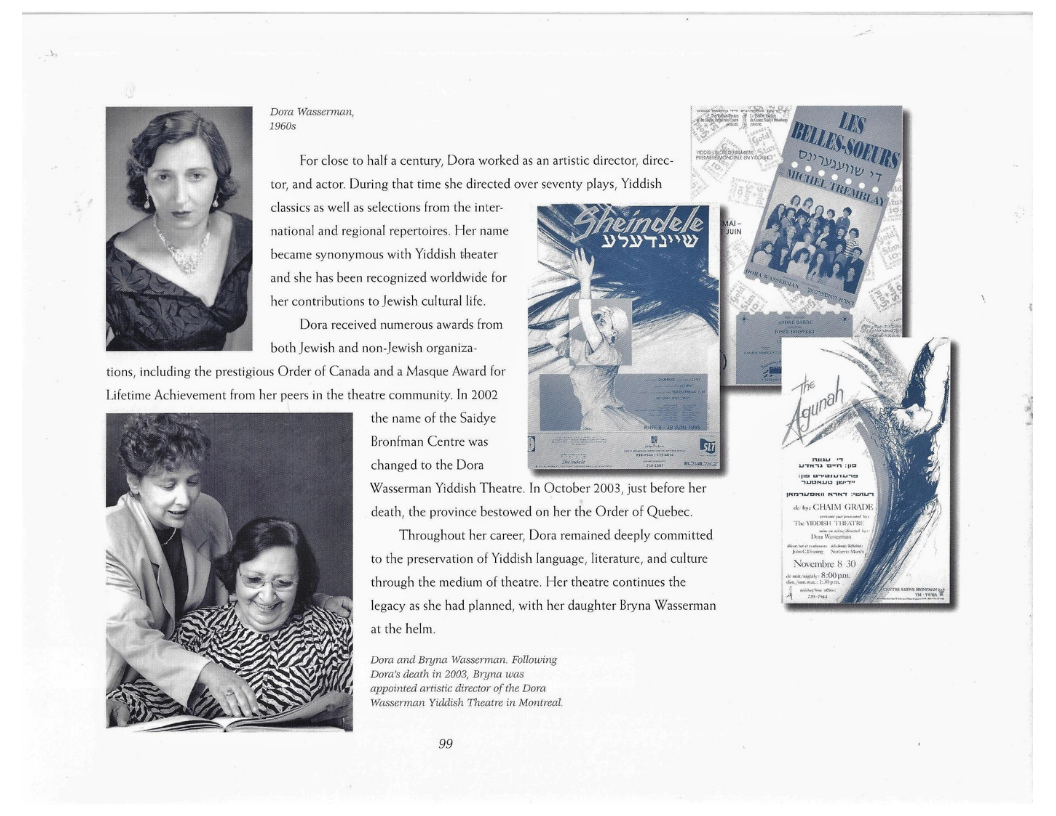 Dora Wasserman,
1960s
For close to half a century, Dora worked as an artistic director, direc-
tor, and actor. During that time she directed over seventy plays, Yiddish
classics as well as selections from the inter-
national and regional repertoires. Her name
became synonymous with Yiddish theater
and she has been recognized worldwide for
her contributions to Jewish cultural life.
Dora received numerous awards from
both Jewish and non-Jewish organiza-
tions, including the prestigious Order of Canada and a Masque Award for
Lifetime Achievement from her peers in the theatre community. In 2002
the name of the Saidye
Bronfman Centre was
changed to the Dora
Wasserman Yiddish Theatre. In October 2003, just before her
death, the province bestowed on her the Order of Quebec.
Throughout her career, Dora remained deeply committed
to the preservation of Yiddish language, literature, and culture
through the medium of theatre. Her theatre continues the
legacy as she had planned, with her daughter Bryna Wasserman
at the helm.
Dora and Bryna Wasserman. Following
Dora's death in 2003, Bryna was
appointed artistic director of the Dora
Wasserman Yiddish Theatre in Montreal.
99
Sheindele
שיינדעלע
LES
BELLES-SOEURS
די שוועגערינס
MICHEL TREMBLAY
MAI –
JUIN
DORA WASSERMAN
The
Agunah
די עגונה
פון: חיים גראדע
רעזשי: דארא וואסערמאן
de/by: CHAIM GRADE
The YIDDISH THEATRE
Dora Wasserman
Novembre 8 30
8:00 p.m.